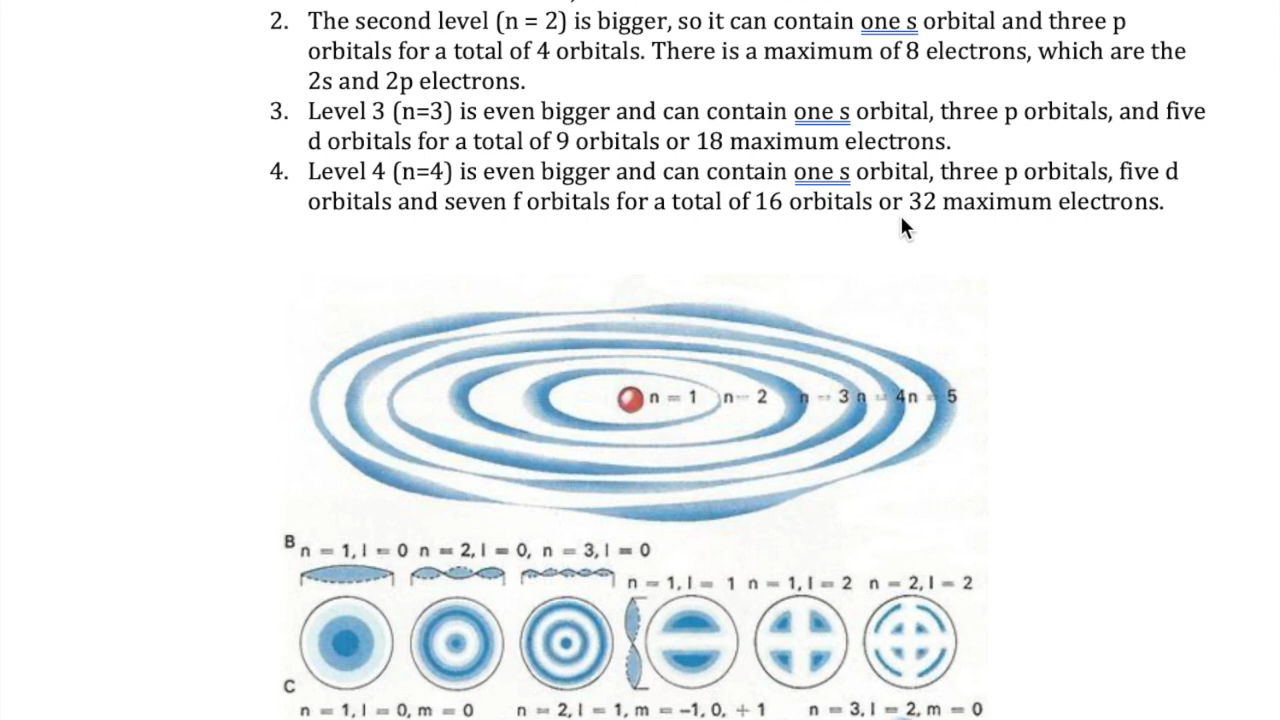 2. The second level (n = 2) is bigger, so it can contain one s orbital and three p
orbitals for a total of 4 orbitals. There is a maximum of 8 electrons, which are the
2s and 2p electrons.
3. Level 3 (n=3) is even bigger and can contain one s orbital, three p orbitals, and five
d orbitals for a total of 9 orbitals or 18 maximum electrons.
4. Level 4 (n=4) is even bigger and can contain one s orbital, three p orbitals, five d
orbitals and seven f orbitals for a total of 16 orbitals or 32 maximum electrons.
n = 1 n = 2 n = 3 n = 4 n = 5
B
n = 1, l = 0 n = 2, l = 0, n = 3, l = 0
n = 1, l = 1 n = 1, l = 2 n = 2, l = 2
C
n = 1, l = 0, m = 0 n = 2, l = 1, m = -1, 0, + 1 n = 3, l = 2, m = 0